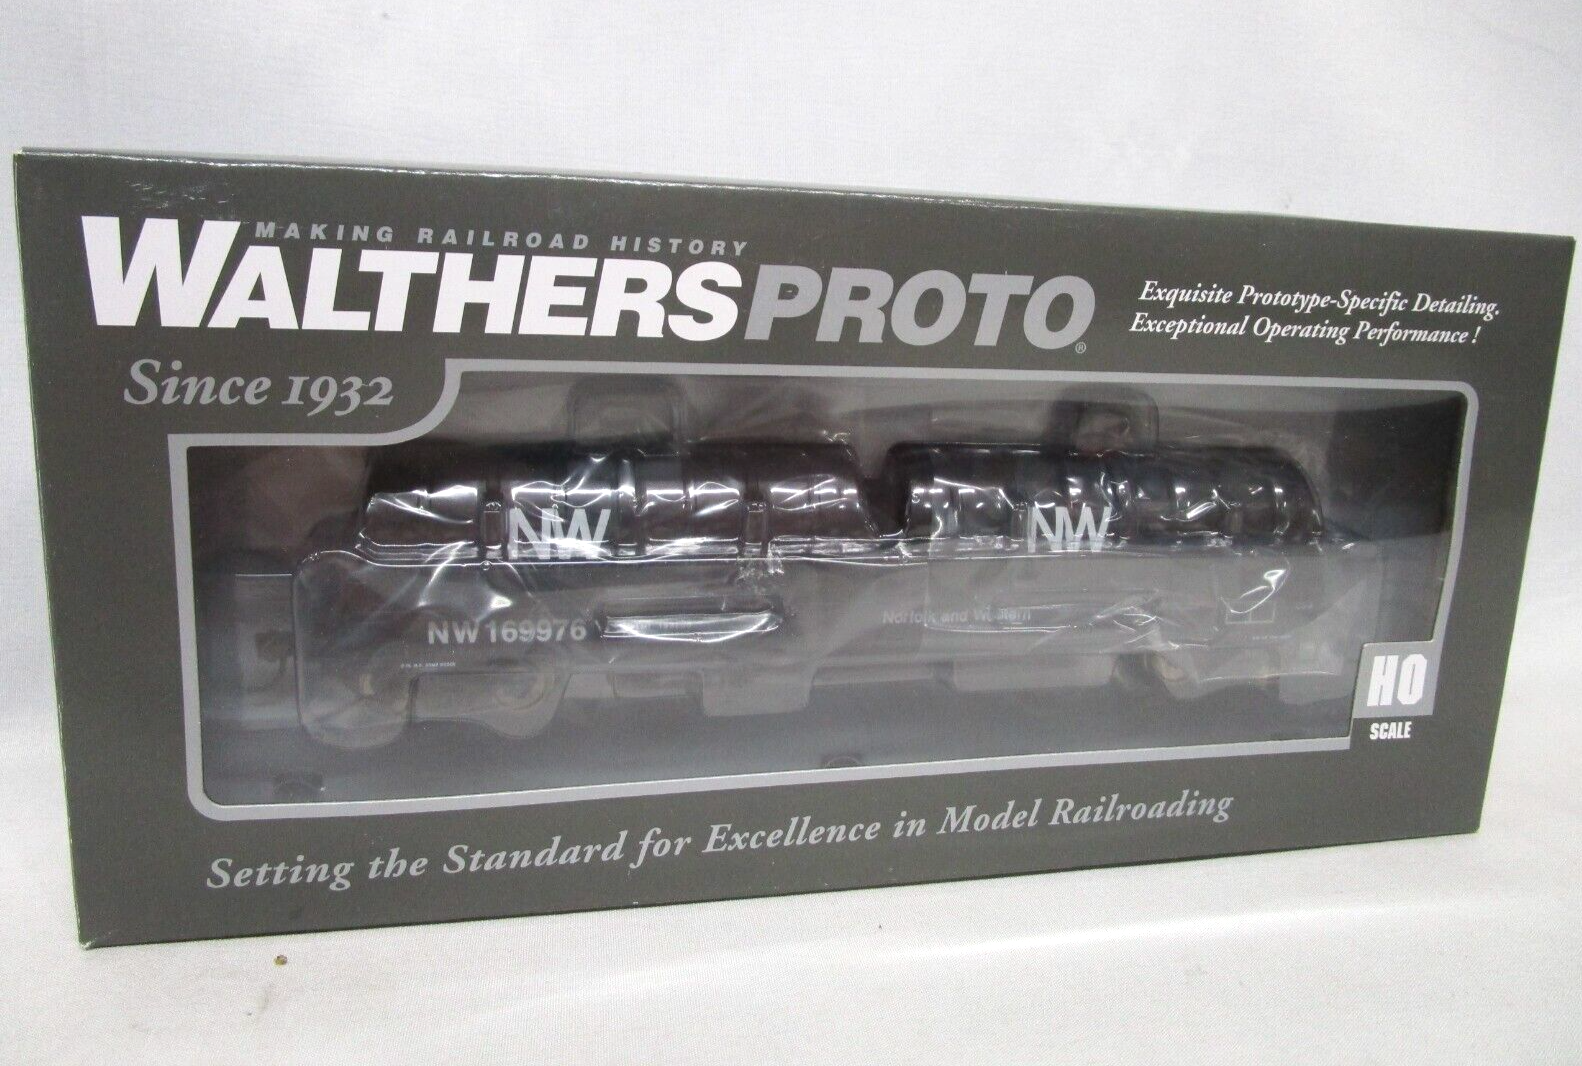 MAKING RAILROAD HISTORY
WALTHERSPROTO®
Exquisite Prototype-Specific Detailing.
Exceptional Operating Performance !
Since 1932
NW
NW
NW 169976
Norfolk and Western
HO
SCALE
Setting the Standard for Excellence in Model Railroading